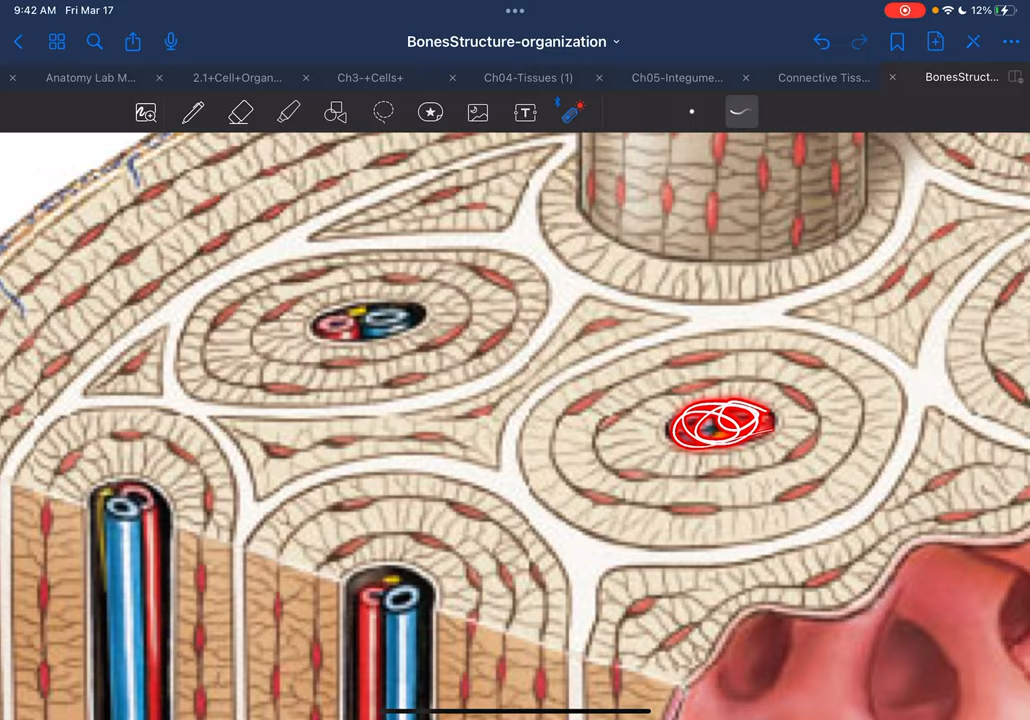 9:42 AM Fri Mar 17
12%
BonesStructure-organization
Anatomy Lab M...
2.1+Cell+Organ...
Ch3-+Cells+
Ch04-Tissues (1)
Ch05-Integume...
Connective Tiss...
BonesStruct...
T